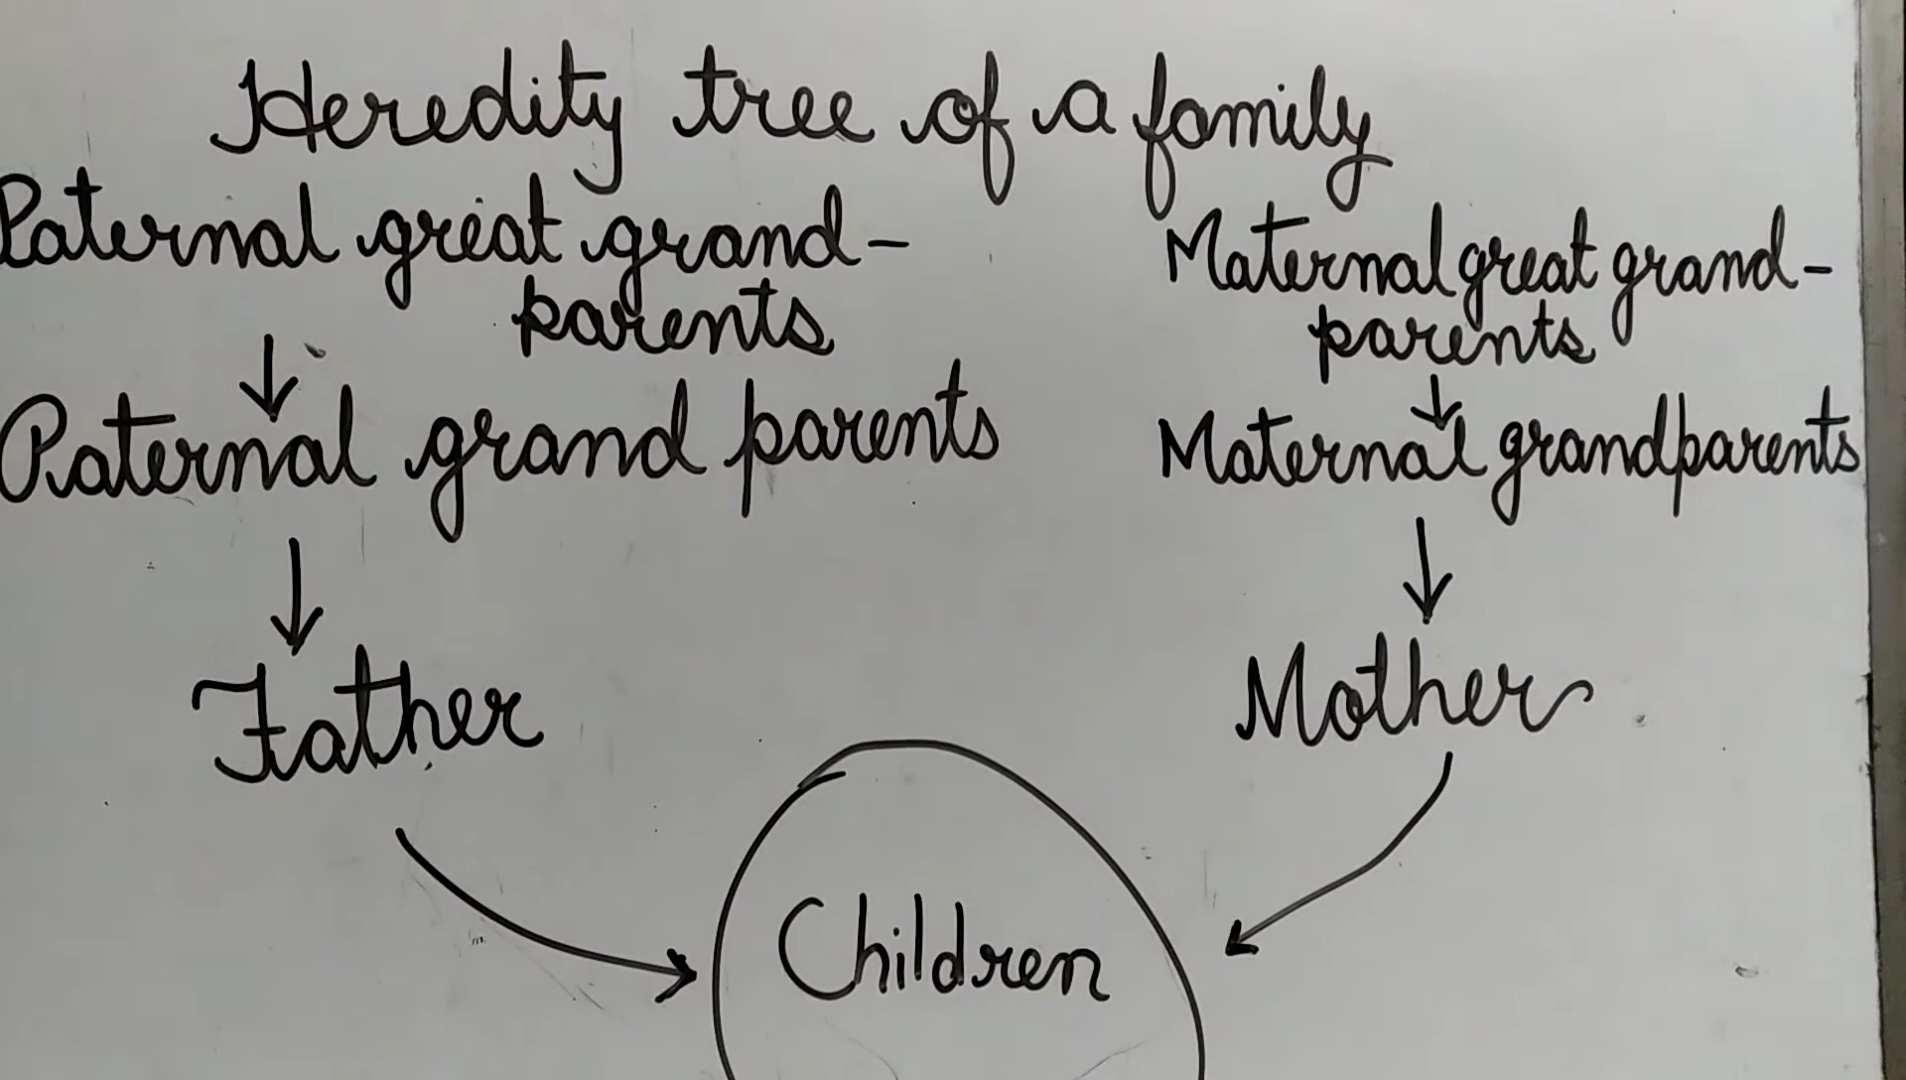 Heredity tree of a family
Paternal great grand-
parents
Maternal great grand-
parents
Paternal grand parents
Maternal grandparents
Father
Mother
Children